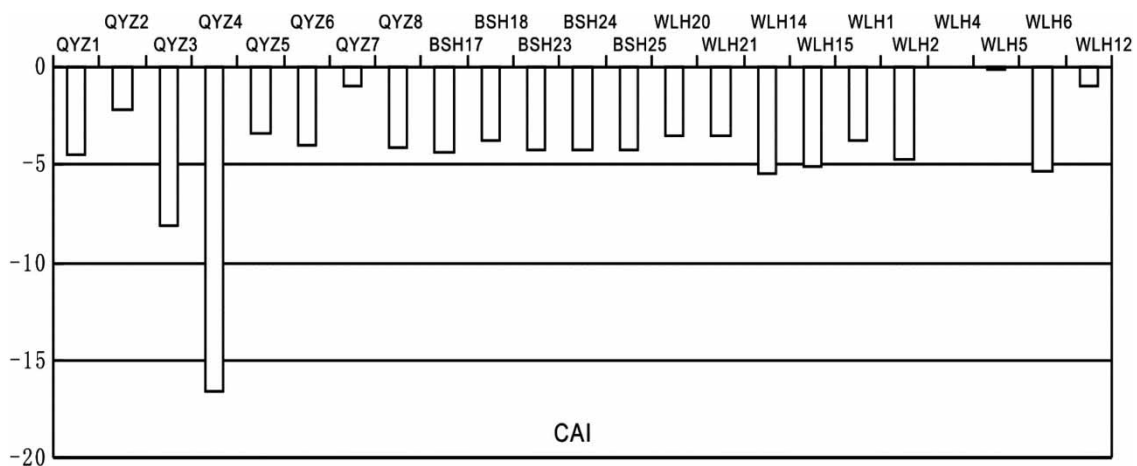 QYZ2 QYZ4 QYZ6 QYZ8 BSH18 BSH24 WLH20 WLH14 WLH1 WLH4 WLH6
QYZ1 QYZ3 QYZ5 QYZ7 BSH17 BSH23 BSH25 WLH21 WLH15 WLH2 WLH5 WLH12
0
-5
-10
-15
CAI
-20